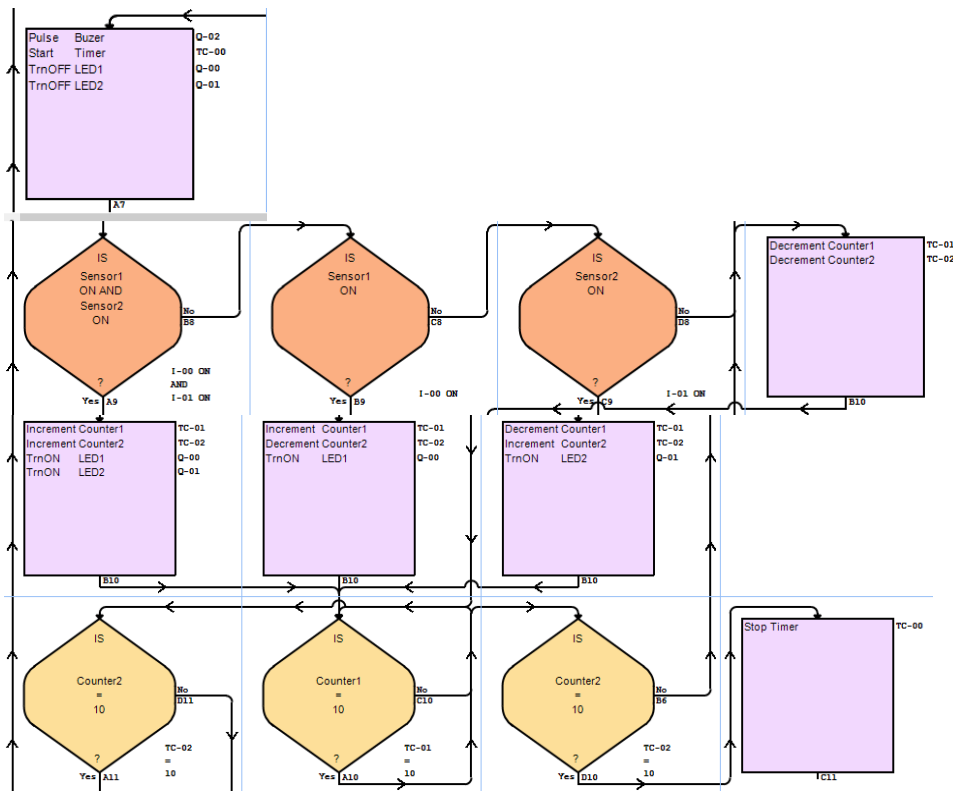 Pulse Buzer Q-02
Start Timer TC-00
TrnOFF LED1 Q-00
TrnOFF LED2 Q-01
A7
IS
Sensor1
ON AND
Sensor2
ON
?
No
B8
Yes A9
I-00 ON
AND
I-01 ON
IS
Sensor1
ON
?
No
C8
Yes B9
I-00 ON
IS
Sensor2
ON
?
No
D8
Yes C9
I-01 ON
Decrement Counter1 TC-01
Decrement Counter2 TC-02
B10
Increment Counter1 TC-01
Increment Counter2 TC-02
TrnON LED1 Q-00
TrnON LED2 Q-01
B10
Increment Counter1 TC-01
Decrement Counter2 TC-02
TrnON LED1 Q-00
B10
Decrement Counter1 TC-01
Increment Counter2 TC-02
TrnON LED2 Q-01
B10
IS
Counter2
=
10
?
No
D11
Yes A11
TC-02
=
10
IS
Counter1
=
10
?
No
C10
Yes A10
TC-01
=
10
IS
Counter2
=
10
?
No
B6
Yes D10
TC-02
=
10
Stop Timer TC-00
C11